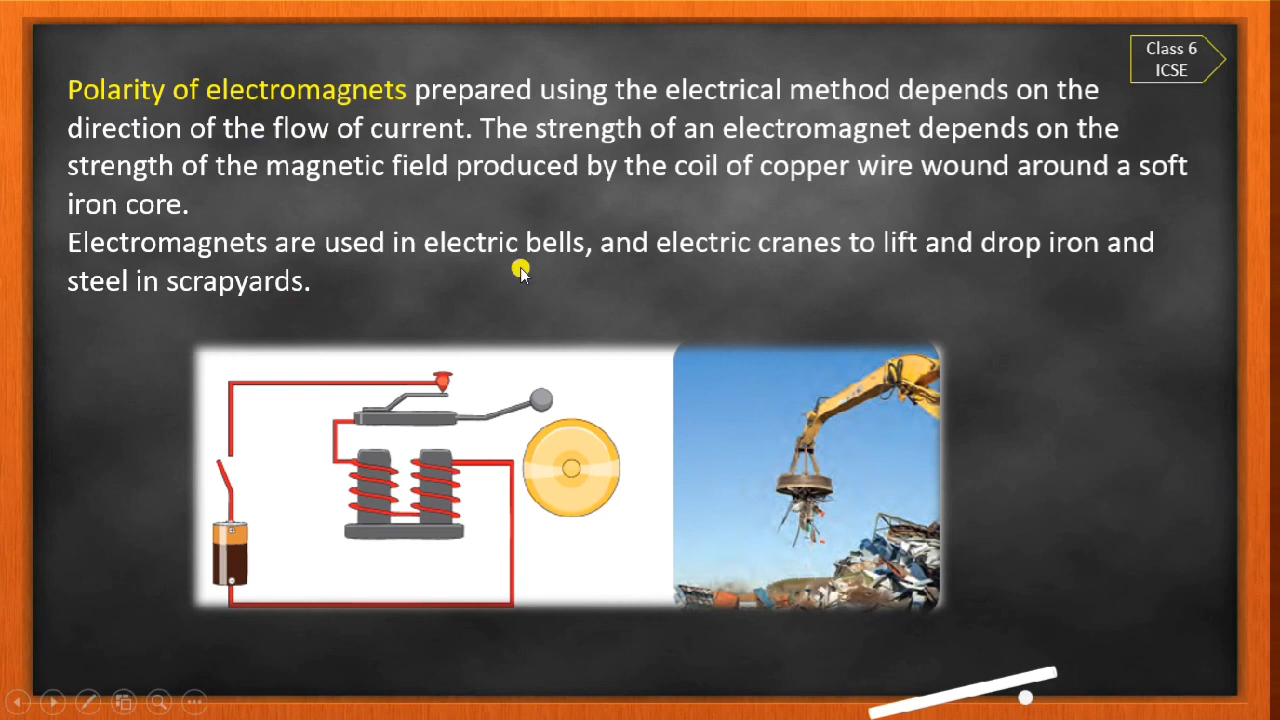 Class 6
ICSE
Polarity of electromagnets prepared using the electrical method depends on the
direction of the flow of current. The strength of an electromagnet depends on the
strength of the magnetic field produced by the coil of copper wire wound around a soft
iron core.
Electromagnets are used in electric bells, and electric cranes to lift and drop iron and
steel in scrapyards.